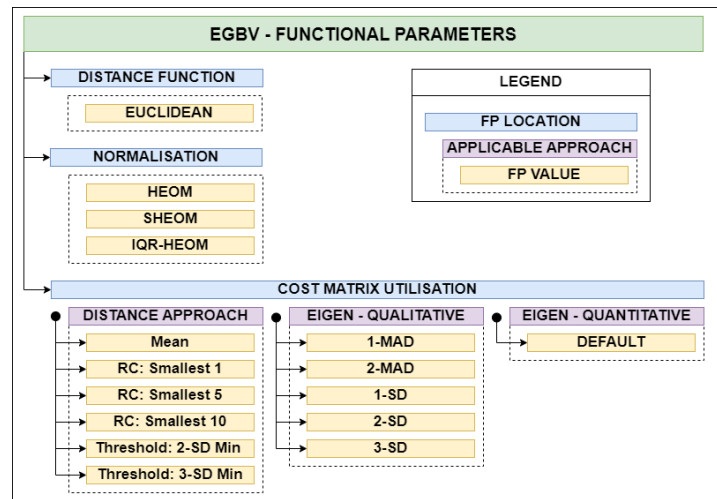 EGBV - FUNCTIONAL PARAMETERS
DISTANCE FUNCTION
EUCLIDEAN
NORMALISATION
HEOM
SHEOM
IQR-HEOM
LEGEND
FP LOCATION
APPLICABLE APPROACH
FP VALUE
COST MATRIX UTILISATION
DISTANCE APPROACH
Mean
RC: Smallest 1
RC: Smallest 5
RC: Smallest 10
Threshold: 2-SD Min
Threshold: 3-SD Min
EIGEN - QUALITATIVE
1-MAD
2-MAD
1-SD
2-SD
3-SD
EIGEN - QUANTITATIVE
DEFAULT